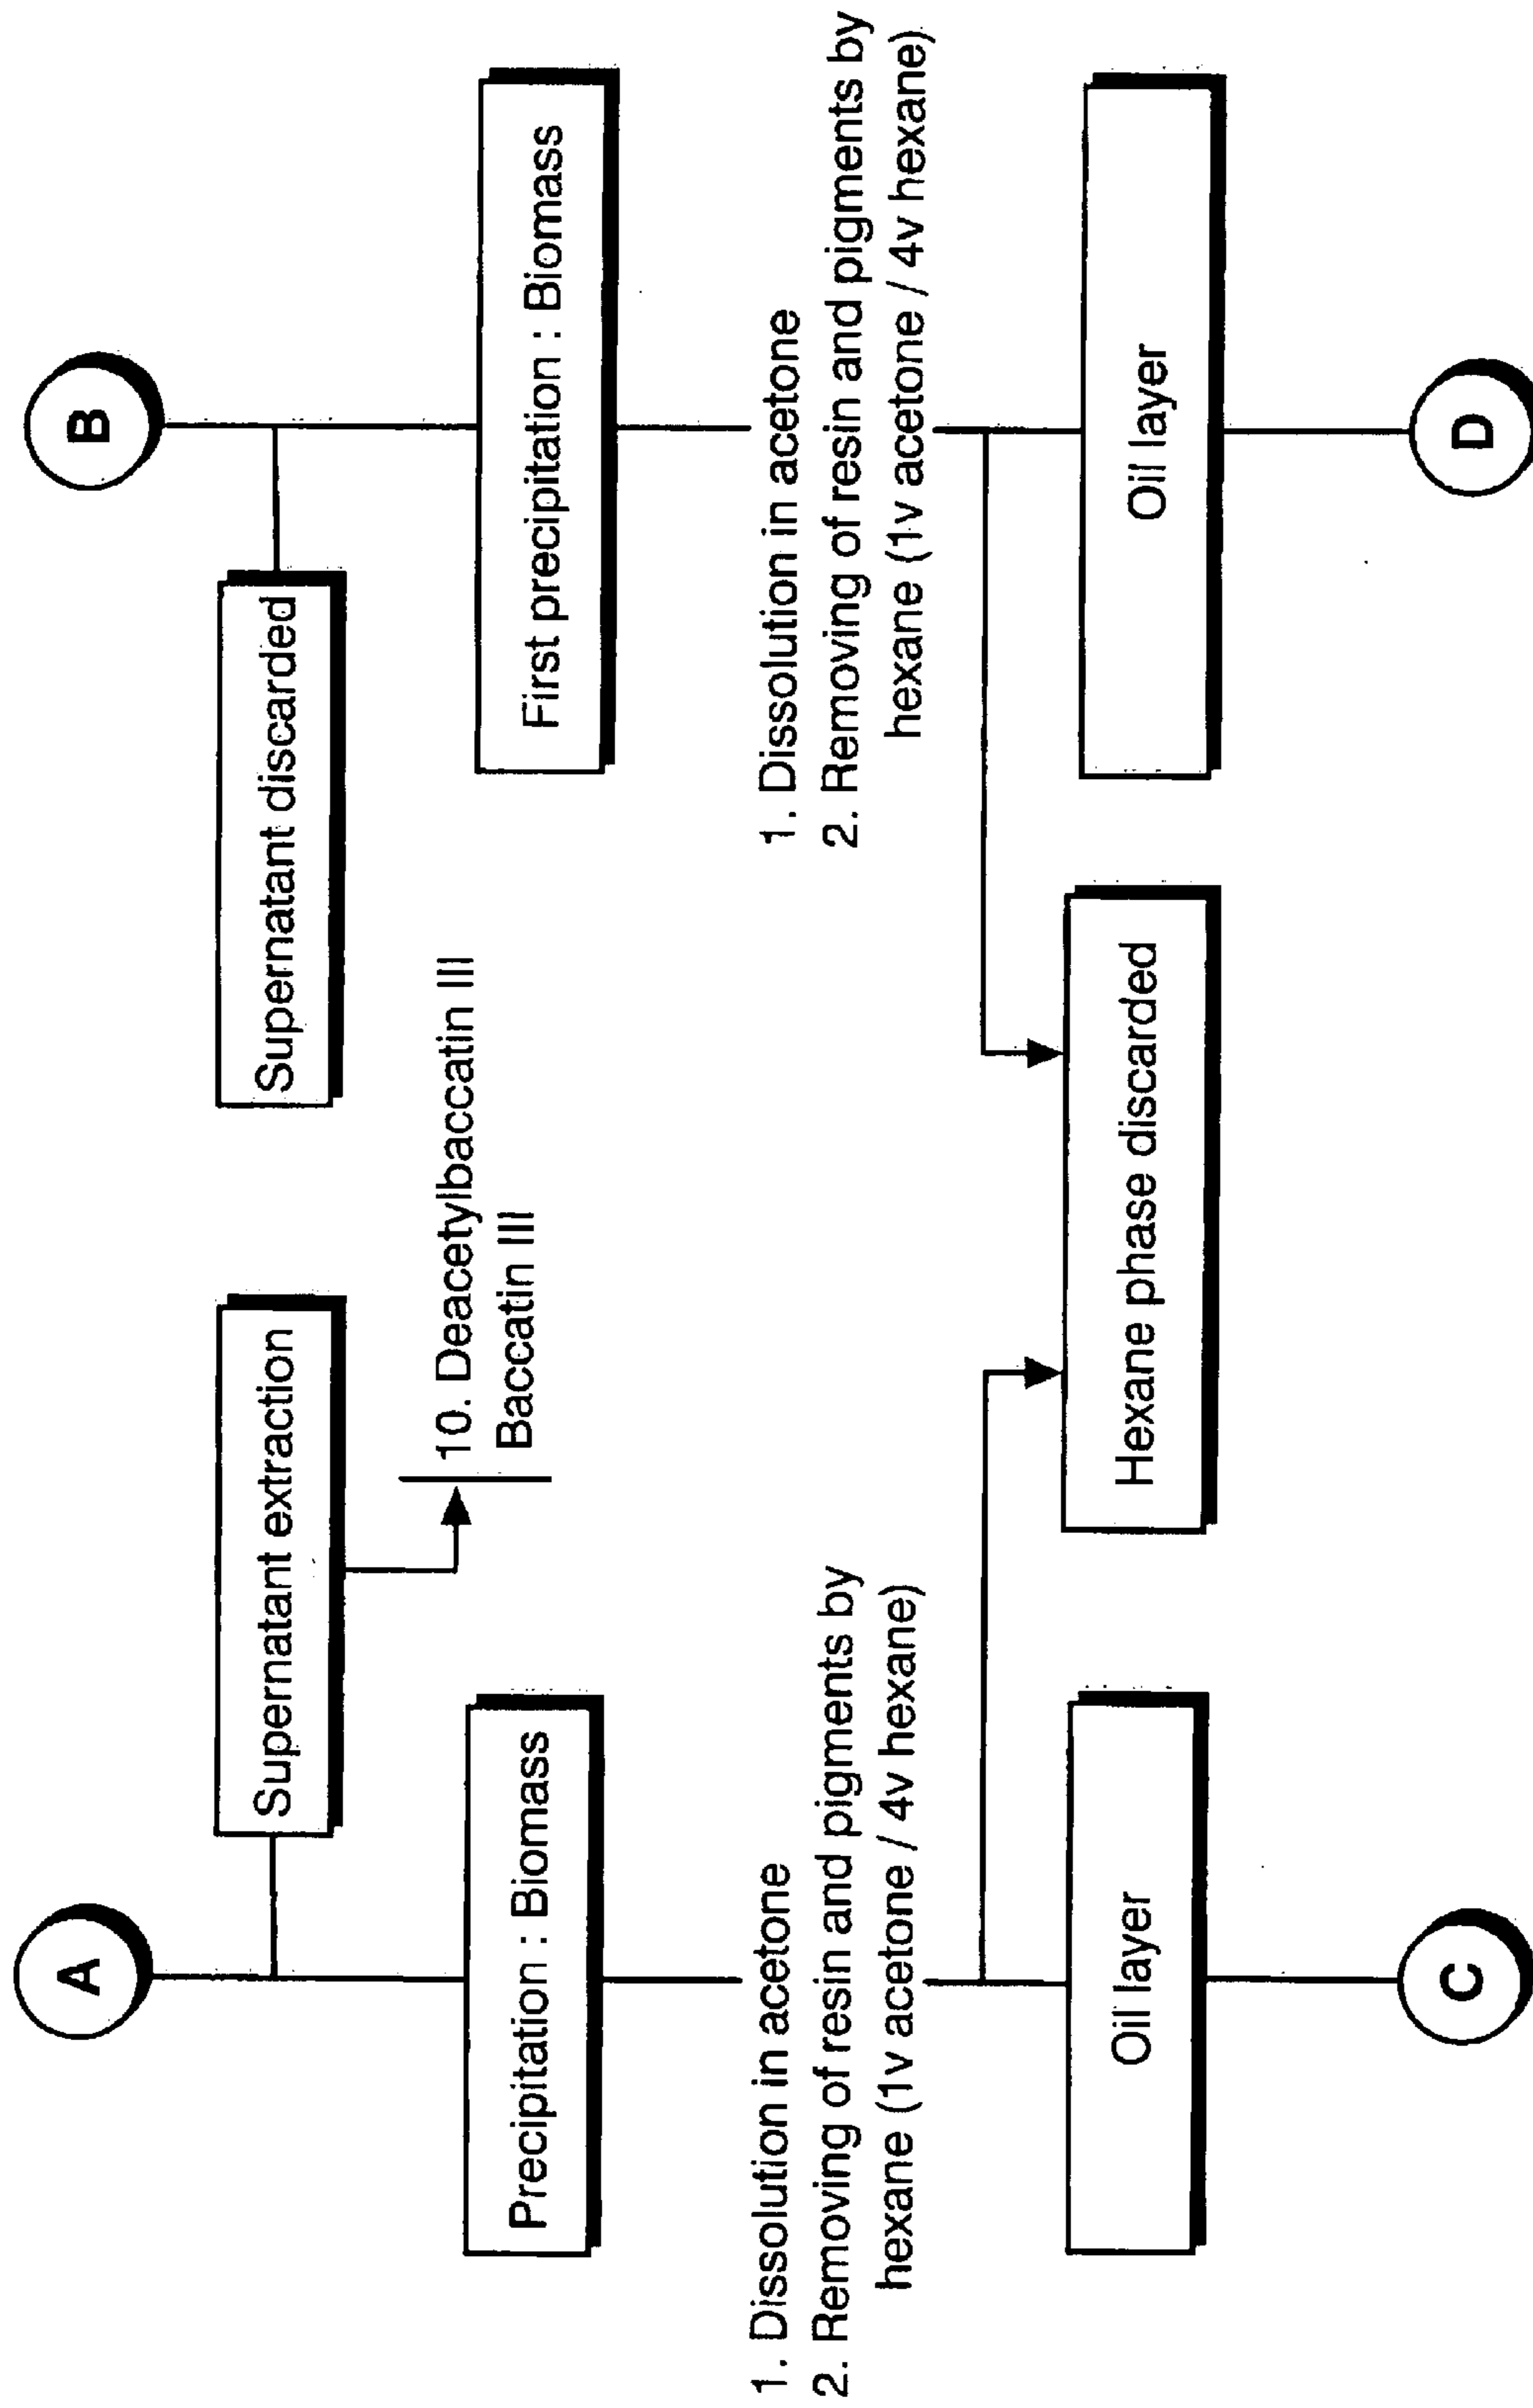 A
B
Supernatant extraction
Supernatant discarded
10. Deacetylbaccatin III
Baccatin III
Precipitation : Biomass
First precipitation : Biomass
1. Dissolution in acetone
2. Removing of resin and pigments by
hexane (1v acetone / 4v hexane)
1. Dissolution in acetone
2. Removing of resin and pigments by
hexane (1v acetone / 4v hexane)
Oil layer
Hexane phase discarded
Oil layer
C
D